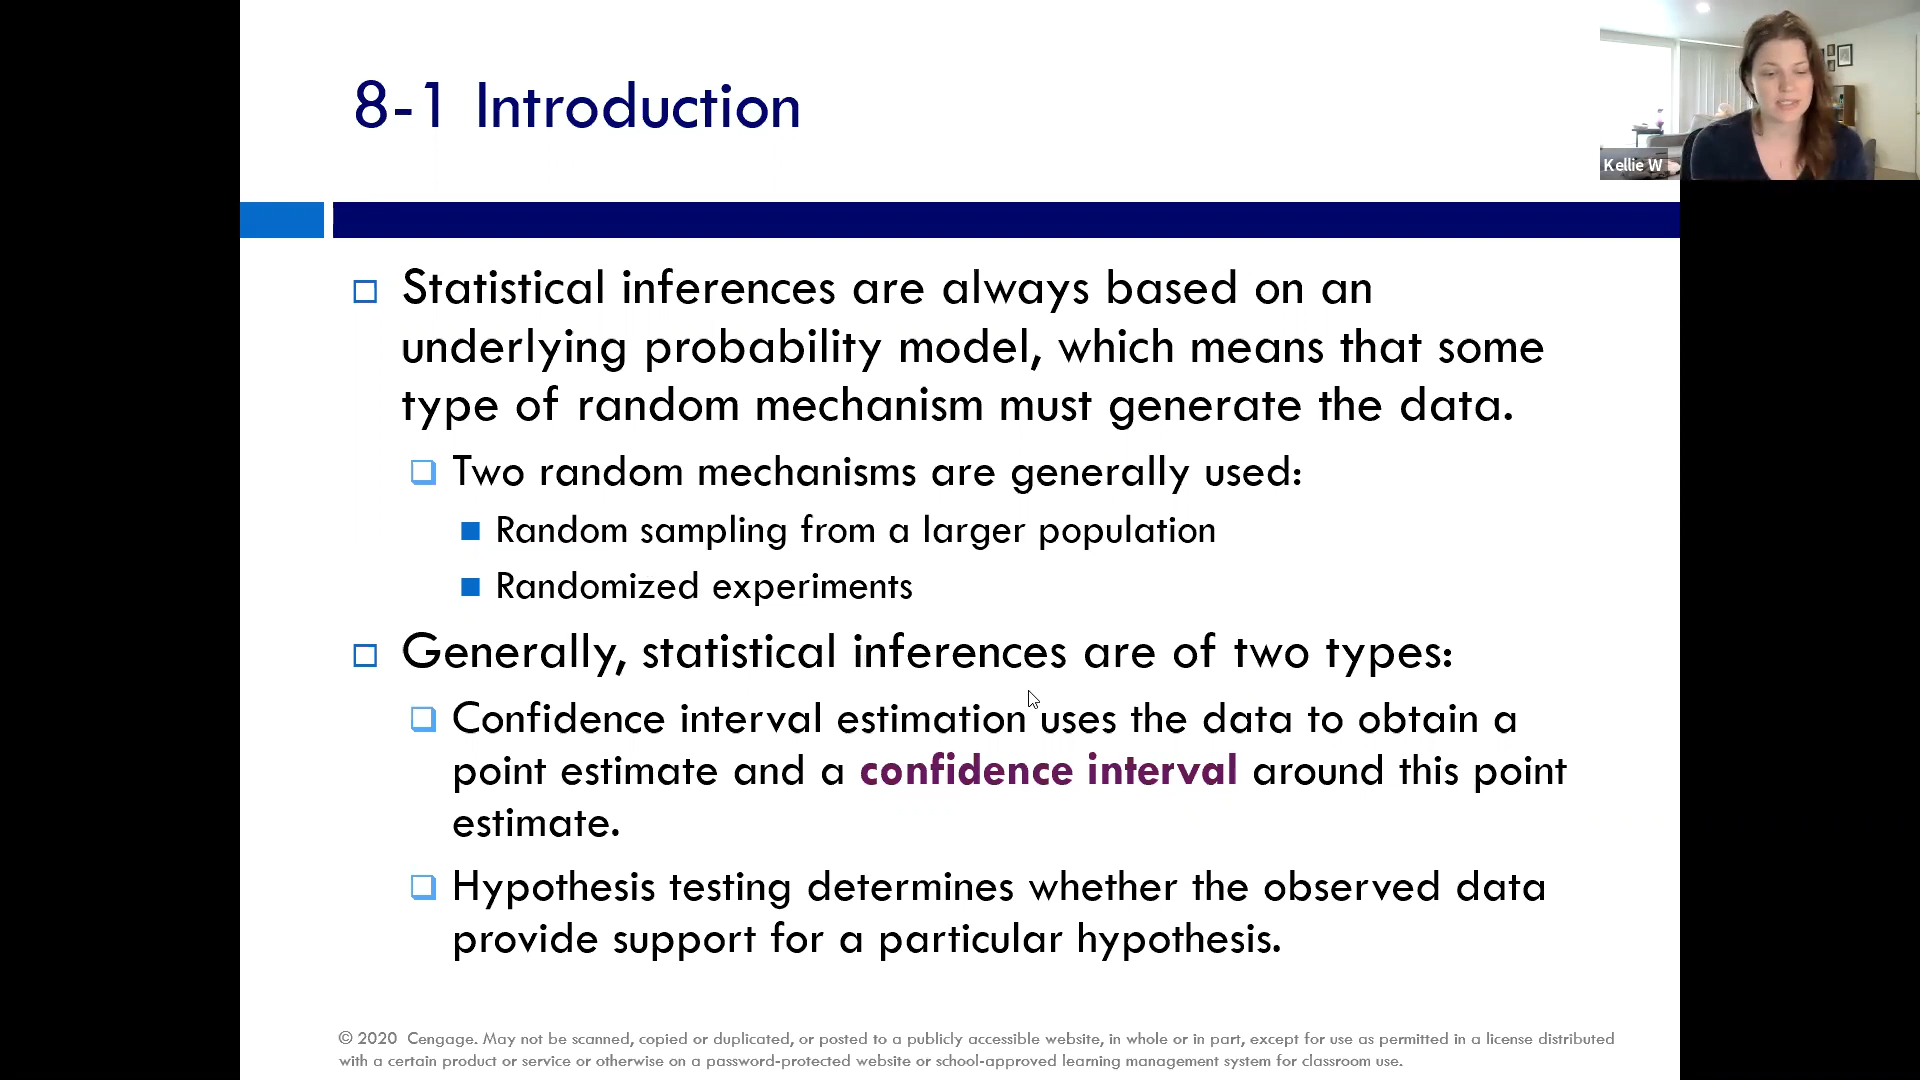 8-1 Introduction
Kellie W
Statistical inferences are always based on an
underlying probability model, which means that some
type of random mechanism must generate the data.
Two random mechanisms are generally used:
Random sampling from a larger population
Randomized experiments
Generally, statistical inferences are of two types:
Confidence interval estimation uses the data to obtain a
point estimate and a confidence interval around this point
estimate.
Hypothesis testing determines whether the observed data
provide support for a particular hypothesis.
© 2020 Cengage. May not be scanned, copied or duplicated, or posted to a publicly accessible website, in whole or in part, except for use as permitted in a license distributed
with a certain product or service or otherwise on a password-protected website or school-approved learning management system for classroom use.